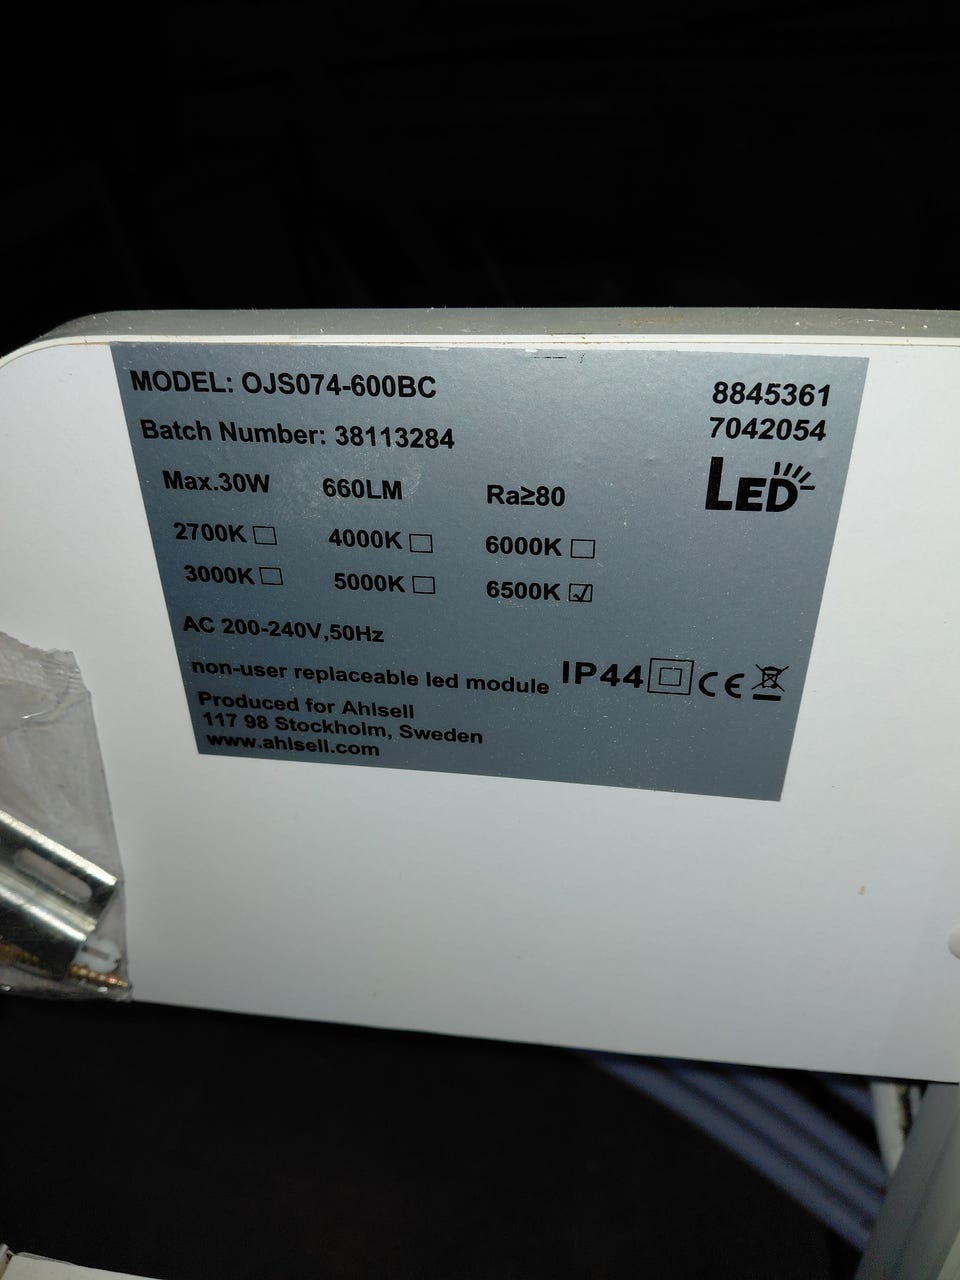 MODEL: OJS074-600BC
8845361
7042054
Batch Number: 38113284
Max.30W 660LM Ra≥80
LED
2700K 4000K 6000K
3000K 5000K 6500K
AC 200-240V,50Hz
non-user replaceable led module
IP44 CE
Produced for Ahlsell
117 98 Stockholm, Sweden
www.ahlsell.com